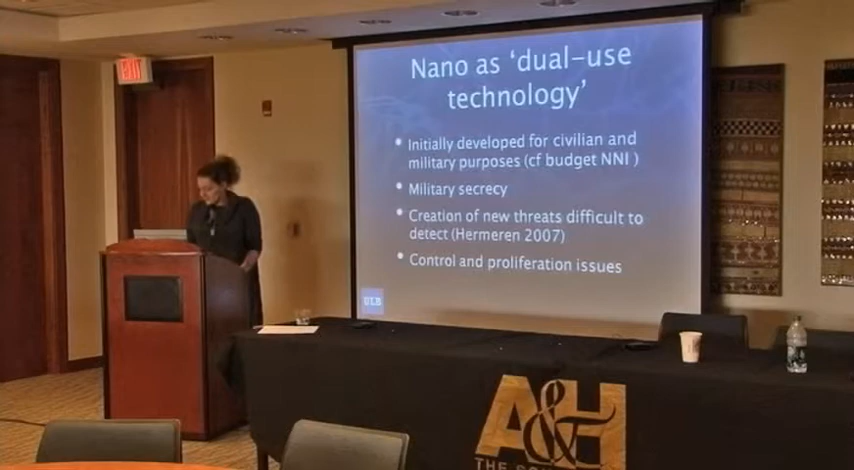 EXIT
Nano as 'dual-use
technology'
• Initially developed for civilian and
military purposes (cf budget NNI )
• Military secrecy
• Creation of new threats difficult to
detect (Hermeren 2007)
• Control and proliferation issues
ULB
A&H
THE